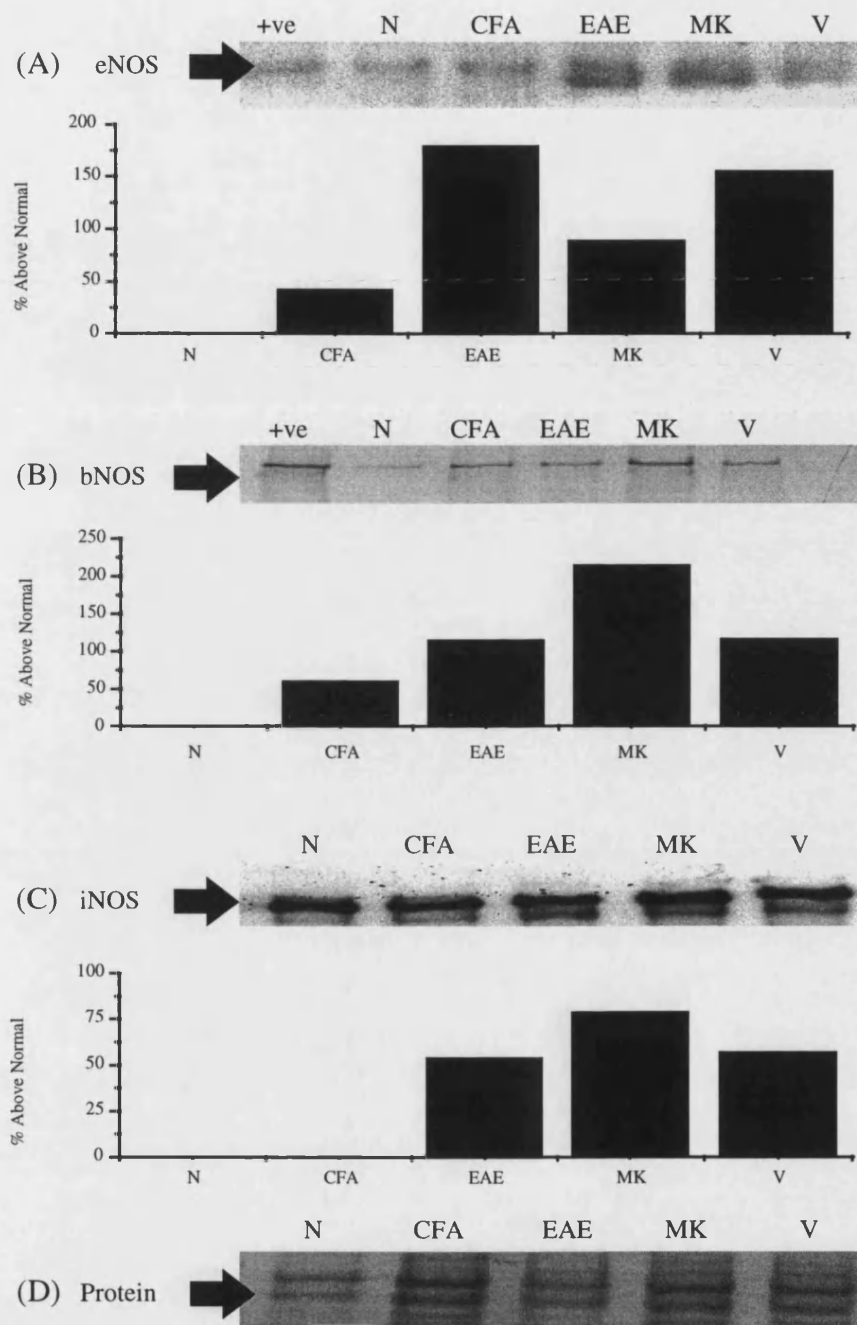 +ve N CFA EAE MK V
(A) eNOS
200
150
100
50
0
% Above Normal
N CFA EAE MK V
+ve N CFA EAE MK V
(B) bNOS
250
200
150
100
50
0
% Above Normal
N CFA EAE MK V
N CFA EAE MK V
(C) iNOS
100
75
50
25
0
% Above Normal
N CFA EAE MK V
N CFA EAE MK V
(D) Protein